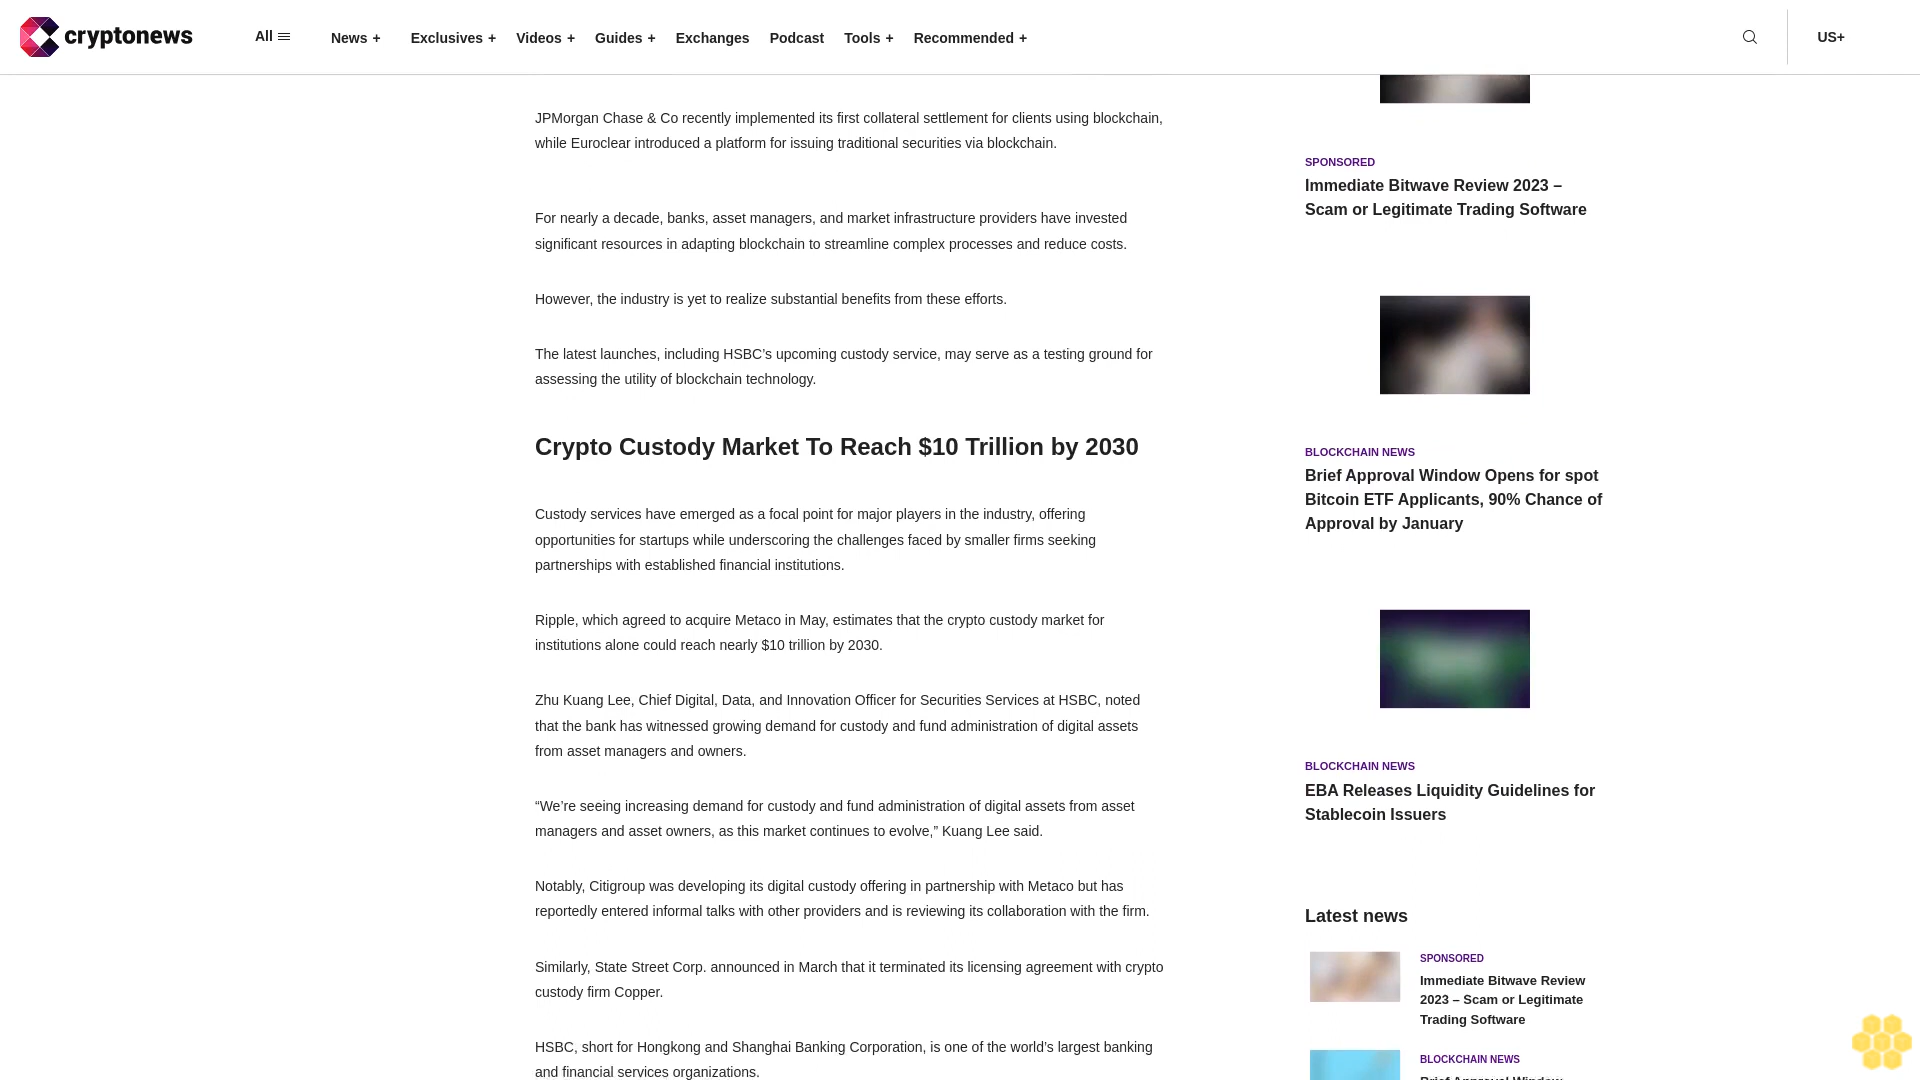 cryptonews
All
News +
Exclusives +
Videos +
Guides +
Exchanges
Podcast
Tools +
Recommended +
US+
JPMorgan Chase & Co recently implemented its first collateral settlement for clients using blockchain,
while Euroclear introduced a platform for issuing traditional securities via blockchain.
For nearly a decade, banks, asset managers, and market infrastructure providers have invested
significant resources in adapting blockchain to streamline complex processes and reduce costs.
However, the industry is yet to realize substantial benefits from these efforts.
The latest launches, including HSBC’s upcoming custody service, may serve as a testing ground for
assessing the utility of blockchain technology.
Crypto Custody Market To Reach $10 Trillion by 2030
Custody services have emerged as a focal point for major players in the industry, offering
opportunities for startups while underscoring the challenges faced by smaller firms seeking
partnerships with established financial institutions.
Ripple, which agreed to acquire Metaco in May, estimates that the crypto custody market for
institutions alone could reach nearly $10 trillion by 2030.
Zhu Kuang Lee, Chief Digital, Data, and Innovation Officer for Securities Services at HSBC, noted
that the bank has witnessed growing demand for custody and fund administration of digital assets
from asset managers and owners.
“We’re seeing increasing demand for custody and fund administration of digital assets from asset
managers and asset owners, as this market continues to evolve,” Kuang Lee said.
Notably, Citigroup was developing its digital custody offering in partnership with Metaco but has
reportedly entered informal talks with other providers and is reviewing its collaboration with the firm.
Similarly, State Street Corp. announced in March that it terminated its licensing agreement with crypto
custody firm Copper.
HSBC, short for Hongkong and Shanghai Banking Corporation, is one of the world’s largest banking
and financial services organizations.
SPONSORED
Immediate Bitwave Review 2023 –
Scam or Legitimate Trading Software
BLOCKCHAIN NEWS
Brief Approval Window Opens for spot
Bitcoin ETF Applicants, 90% Chance of
Approval by January
BLOCKCHAIN NEWS
EBA Releases Liquidity Guidelines for
Stablecoin Issuers
Latest news
SPONSORED
Immediate Bitwave Review
2023 – Scam or Legitimate
Trading Software
BLOCKCHAIN NEWS
Brief Approval Window